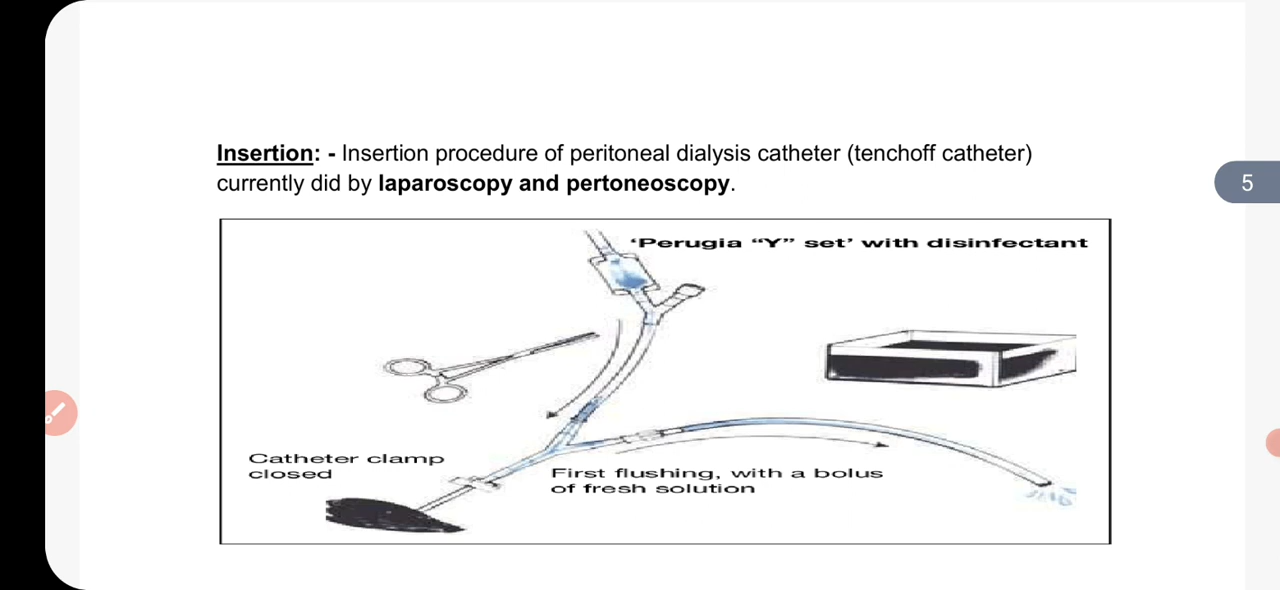 Insertion: - Insertion procedure of peritoneal dialysis catheter (tenchoff catheter)
currently did by laparoscopy and pertoneoscopy.
5
‘Perugia “Y” set’ with disinfectant
Catheter clamp
closed
First flushing, with a bolus
of fresh solution